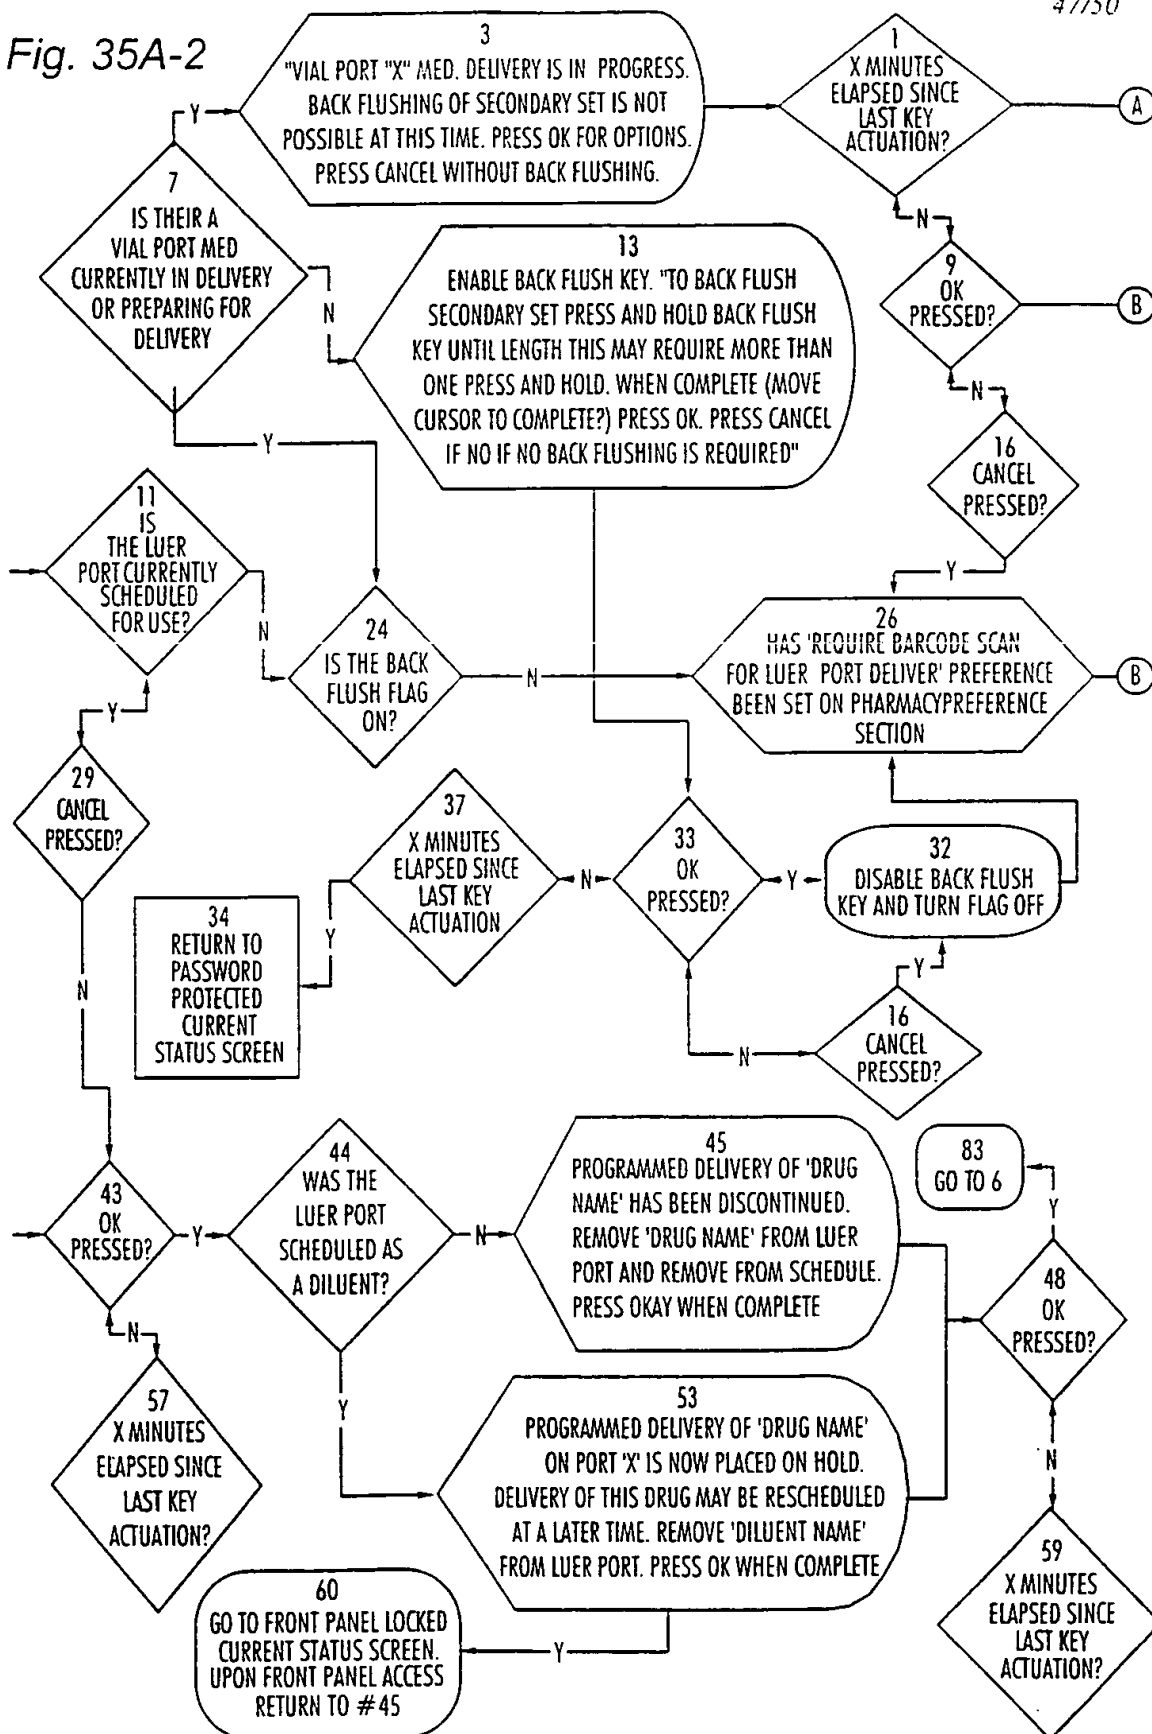 47/50
Fig. 35A-2
3
"VIAL PORT "X" MED. DELIVERY IS IN PROGRESS.
BACK FLUSHING OF SECONDARY SET IS NOT
POSSIBLE AT THIS TIME. PRESS OK FOR OPTIONS.
PRESS CANCEL WITHOUT BACK FLUSHING.
1
X MINUTES
ELAPSED SINCE
LAST KEY
ACTUATION?
A
Y
7
IS THEIR A
VIAL PORT MED
CURRENTLY IN DELIVERY
OR PREPARING FOR
DELIVERY
N
13
ENABLE BACK FLUSH KEY. "TO BACK FLUSH
SECONDARY SET PRESS AND HOLD BACK FLUSH
KEY UNTIL LENGTH THIS MAY REQUIRE MORE THAN
ONE PRESS AND HOLD. WHEN COMPLETE (MOVE
CURSOR TO COMPLETE?) PRESS OK. PRESS CANCEL
IF NO IF NO BACK FLUSHING IS REQUIRED"
N
9
OK
PRESSED?
B
N
16
CANCEL
PRESSED?
Y
Y
11
IS
THE LUER
PORT CURRENTLY
SCHEDULED
FOR USE?
N
24
IS THE BACK
FLUSH FLAG
ON?
N
26
HAS 'REQUIRE BARCODE SCAN
FOR LUER PORT DELIVER' PREFERENCE
BEEN SET ON PHARMACYPREFERENCE
SECTION
B
Y
29
CANCEL
PRESSED?
N
37
X MINUTES
ELAPSED SINCE
LAST KEY
ACTUATION
N
33
OK
PRESSED?
Y
32
DISABLE BACK FLUSH
KEY AND TURN FLAG OFF
Y
34
RETURN TO
PASSWORD
PROTECTED
CURRENT
STATUS SCREEN
Y
N
16
CANCEL
PRESSED?
43
OK
PRESSED?
Y
44
WAS THE
LUER PORT
SCHEDULED AS
A DILUENT?
N
45
PROGRAMMED DELIVERY OF 'DRUG
NAME' HAS BEEN DISCONTINUED.
REMOVE 'DRUG NAME' FROM LUER
PORT AND REMOVE FROM SCHEDULE.
PRESS OKAY WHEN COMPLETE
83
GO TO 6
Y
48
OK
PRESSED?
N
57
X MINUTES
ELAPSED SINCE
LAST KEY
ACTUATION?
Y
53
PROGRAMMED DELIVERY OF 'DRUG NAME'
ON PORT 'X' IS NOW PLACED ON HOLD.
DELIVERY OF THIS DRUG MAY BE RESCHEDULED
AT A LATER TIME. REMOVE 'DILUENT NAME'
FROM LUER PORT. PRESS OK WHEN COMPLETE
N
59
X MINUTES
ELAPSED SINCE
LAST KEY
ACTUATION?
60
GO TO FRONT PANEL LOCKED
CURRENT STATUS SCREEN.
UPON FRONT PANEL ACCESS
RETURN TO #45
Y